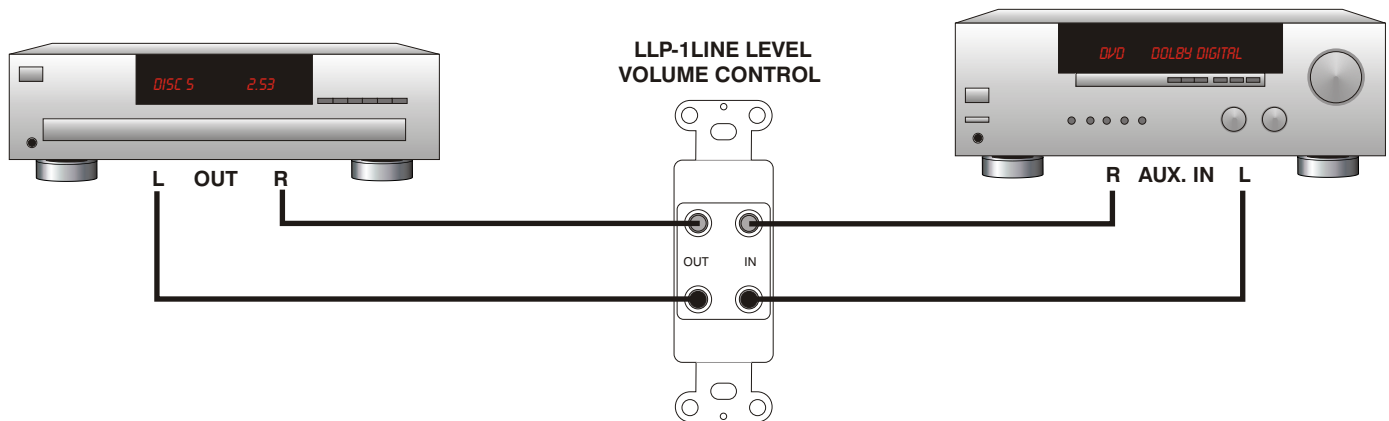 LLP-1LINE LEVEL
VOLUME CONTROL
DISC 5 2.53
DVD DOLBY DIGITAL
L OUT R
R AUX. IN L
OUT IN